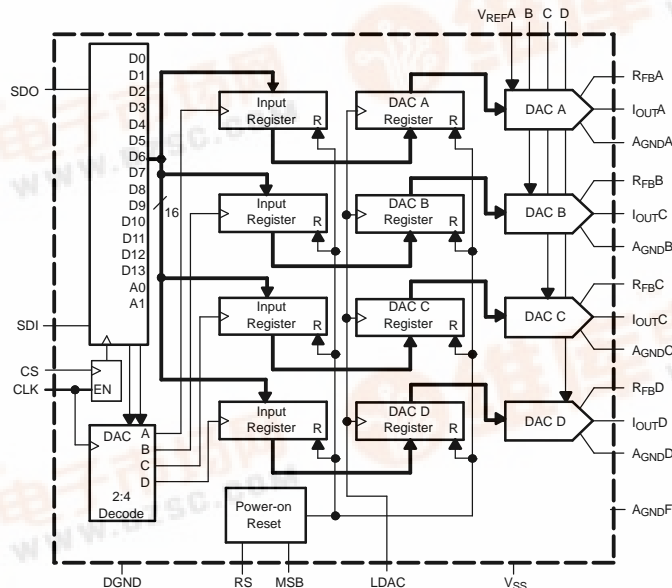 VREFA B C D
D0
D1
D2
D3
D4
D5
D6
D7
D8
D9
D10
D11
D12
D13
A0
A1
SDO
SDI
CS
CLK
EN
16
DAC A
B
C
D
2:4
Decode
Input
Register
R
DAC A
Register
R
DAC A
RFBA
IOUTA
AGNDA
Input
Register
R
DAC B
Register
R
DAC B
RFBB
IOUTC
AGNDB
Input
Register
R
DAC C
Register
R
DAC C
RFBC
IOUTC
AGNDC
Input
Register
R
DAC D
Register
R
DAC D
RFBD
IOUTD
AGNDD
Power-on
Reset
AGNDF
DGND
RS
MSB
LDAC
VSS